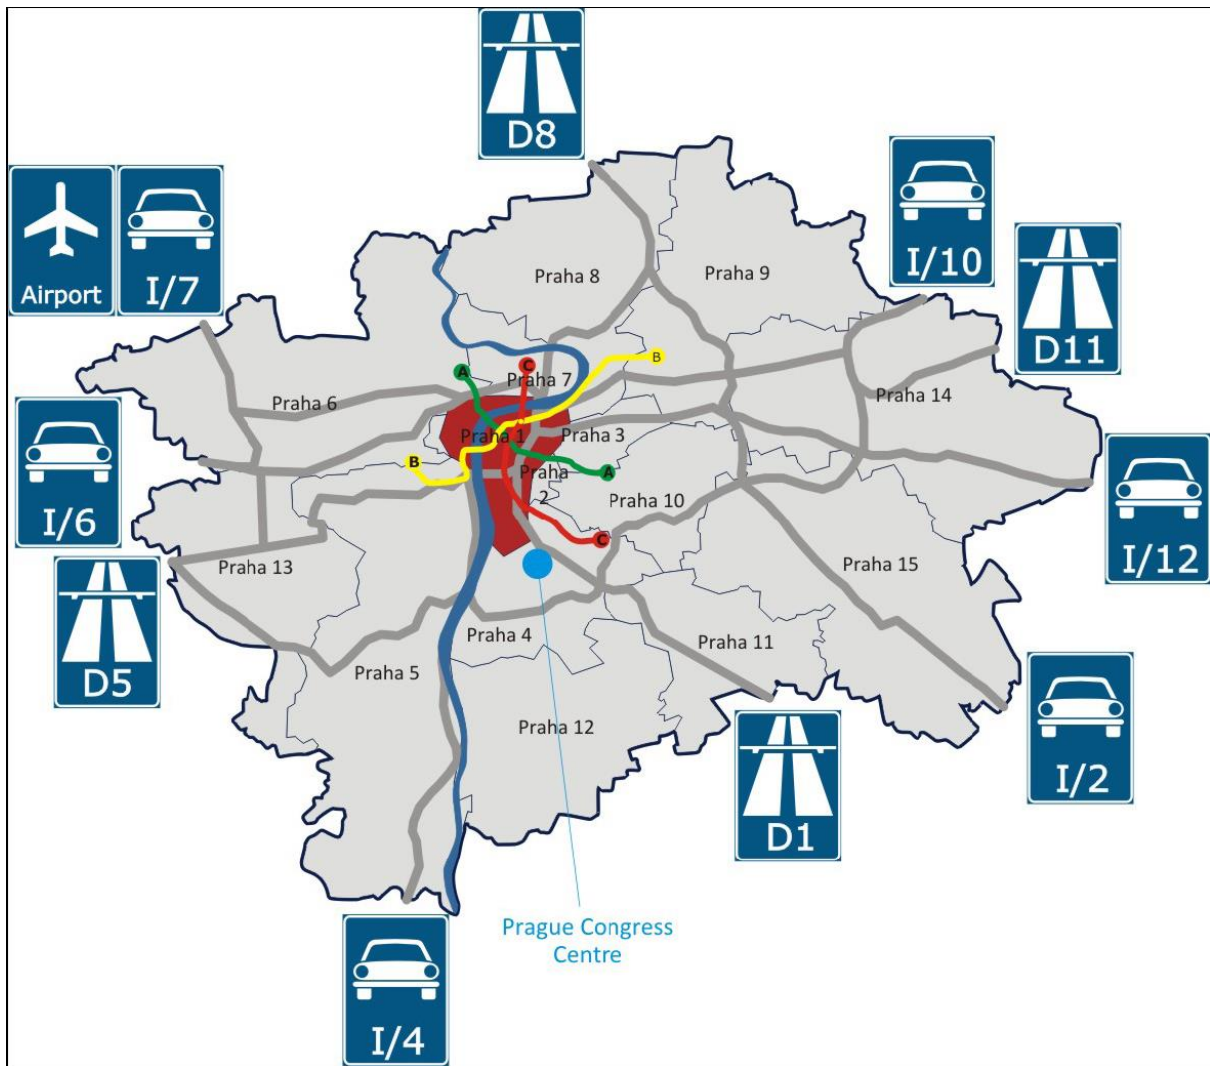 D8
I/10
Airport
I/7
D11
Praha 8
Praha 9
B
C
A
Praha 7
Praha 6
Praha 14
Praha 1
Praha 3
B
Praha
2
A
Praha 10
I/6
C
I/12
Praha 13
Praha 15
Praha 4
Praha 11
D5
Praha 5
Praha 12
I/2
D1
Prague Congress
Centre
I/4